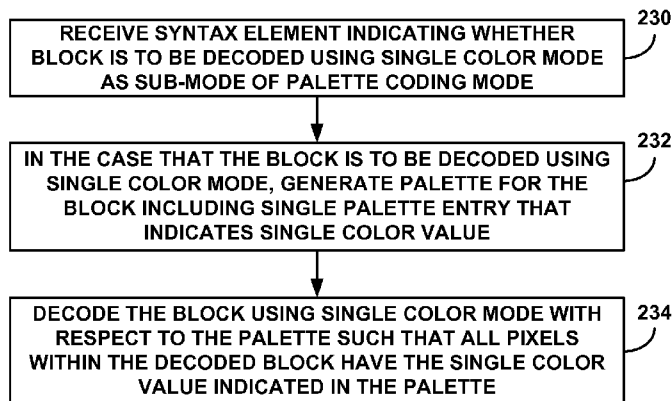 RECEIVE SYNTAX ELEMENT INDICATING WHETHER
BLOCK IS TO BE DECODED USING SINGLE COLOR MODE
AS SUB-MODE OF PALETTE CODING MODE
230
IN THE CASE THAT THE BLOCK IS TO BE DECODED USING
SINGLE COLOR MODE, GENERATE PALETTE FOR THE
BLOCK INCLUDING SINGLE PALETTE ENTRY THAT
INDICATES SINGLE COLOR VALUE
232
DECODE THE BLOCK USING SINGLE COLOR MODE WITH
RESPECT TO THE PALETTE SUCH THAT ALL PIXELS
WITHIN THE DECODED BLOCK HAVE THE SINGLE COLOR
VALUE INDICATED IN THE PALETTE
234